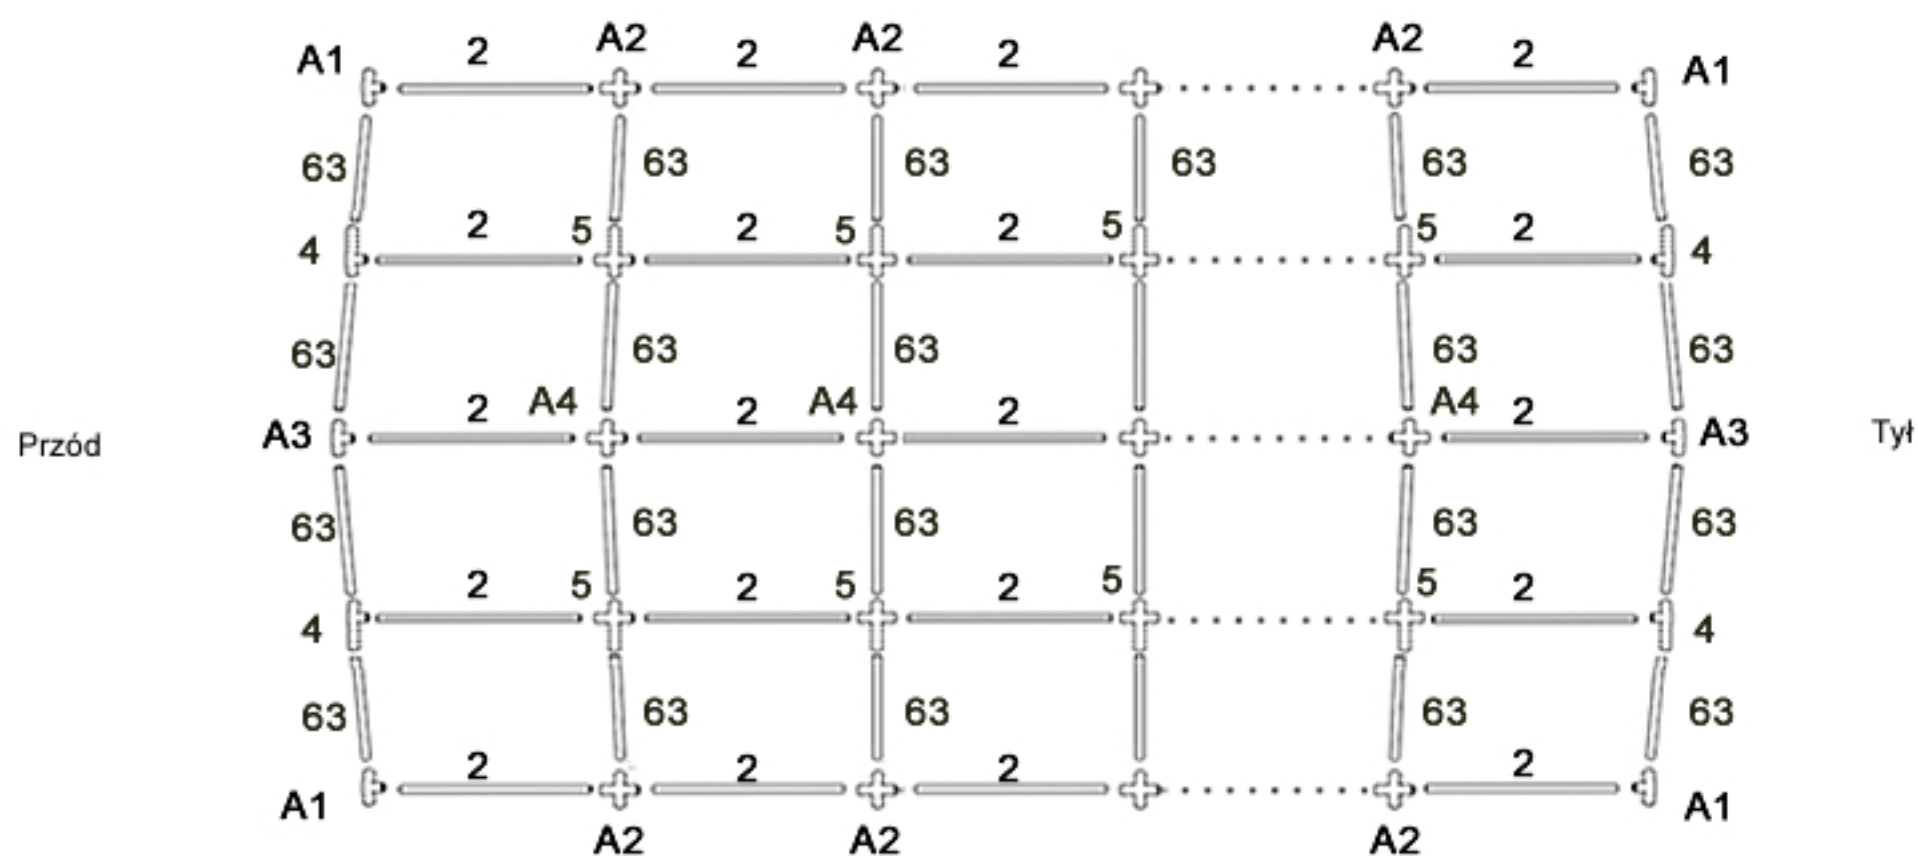 A2 A2 A2
A1 2 2 2 2 A1
63 63 63 63 63 63
2 5 2 5 2 5 5 2
4 4
63 63 63 63 63
2 A4 2 A4 2 A4 2
Przód A3 A3 Tył
63 63 63 63 63
2 5 2 5 2 5 5 2
4 4
63 63 63 63 63
2 2 2 2
A1 A1
A2 A2 A2